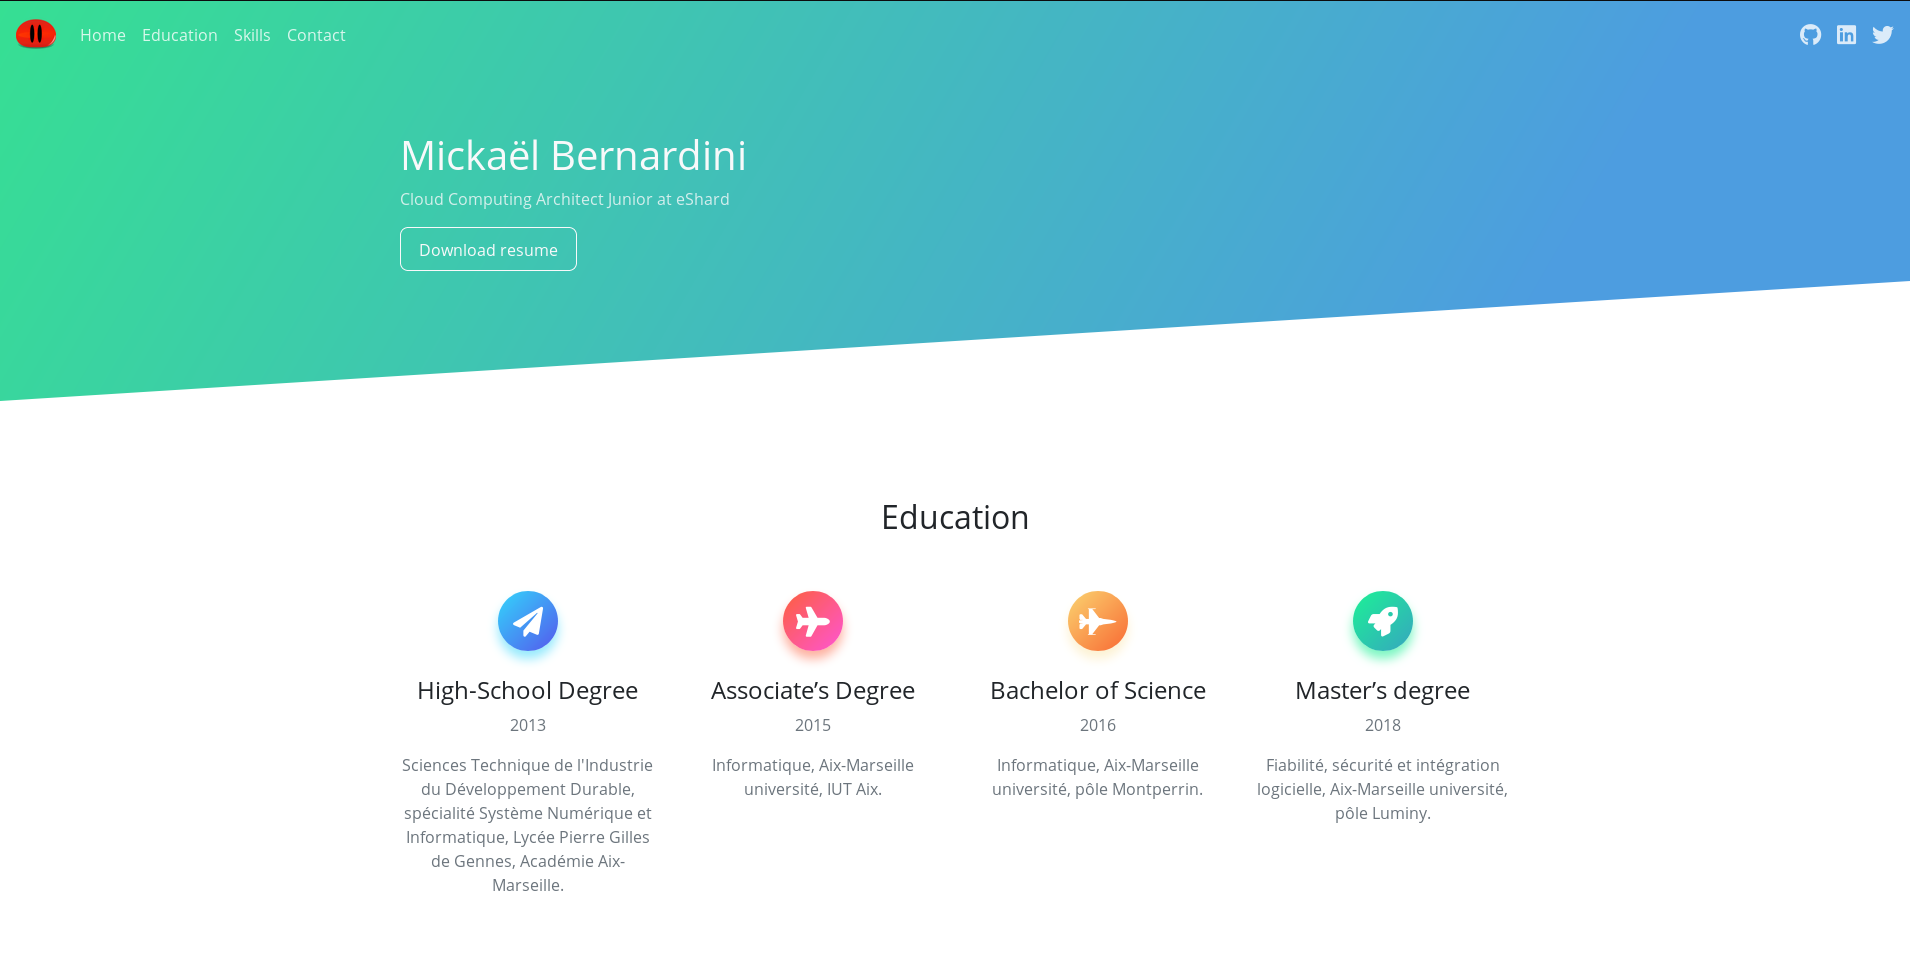 Home Education Skills Contact
Mickaël Bernardini
Cloud Computing Architect Junior at eShard
Download resume
Education
High-School Degree
2013
Sciences Technique de l'Industrie
du Développement Durable,
spécialité Système Numérique et
Informatique, Lycée Pierre Gilles
de Gennes, Académie Aix-
Marseille.
Associate’s Degree
2015
Informatique, Aix-Marseille
université, IUT Aix.
Bachelor of Science
2016
Informatique, Aix-Marseille
université, pôle Montperrin.
Master’s degree
2018
Fiabilité, sécurité et intégration
logicielle, Aix-Marseille université,
pôle Luminy.